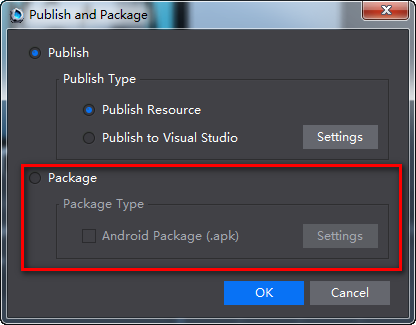 Publish and Package
Publish
Publish Type
Publish Resource
Publish to Visual Studio
Settings
Package
Package Type
Android Package (.apk)
Settings
OK
Cancel